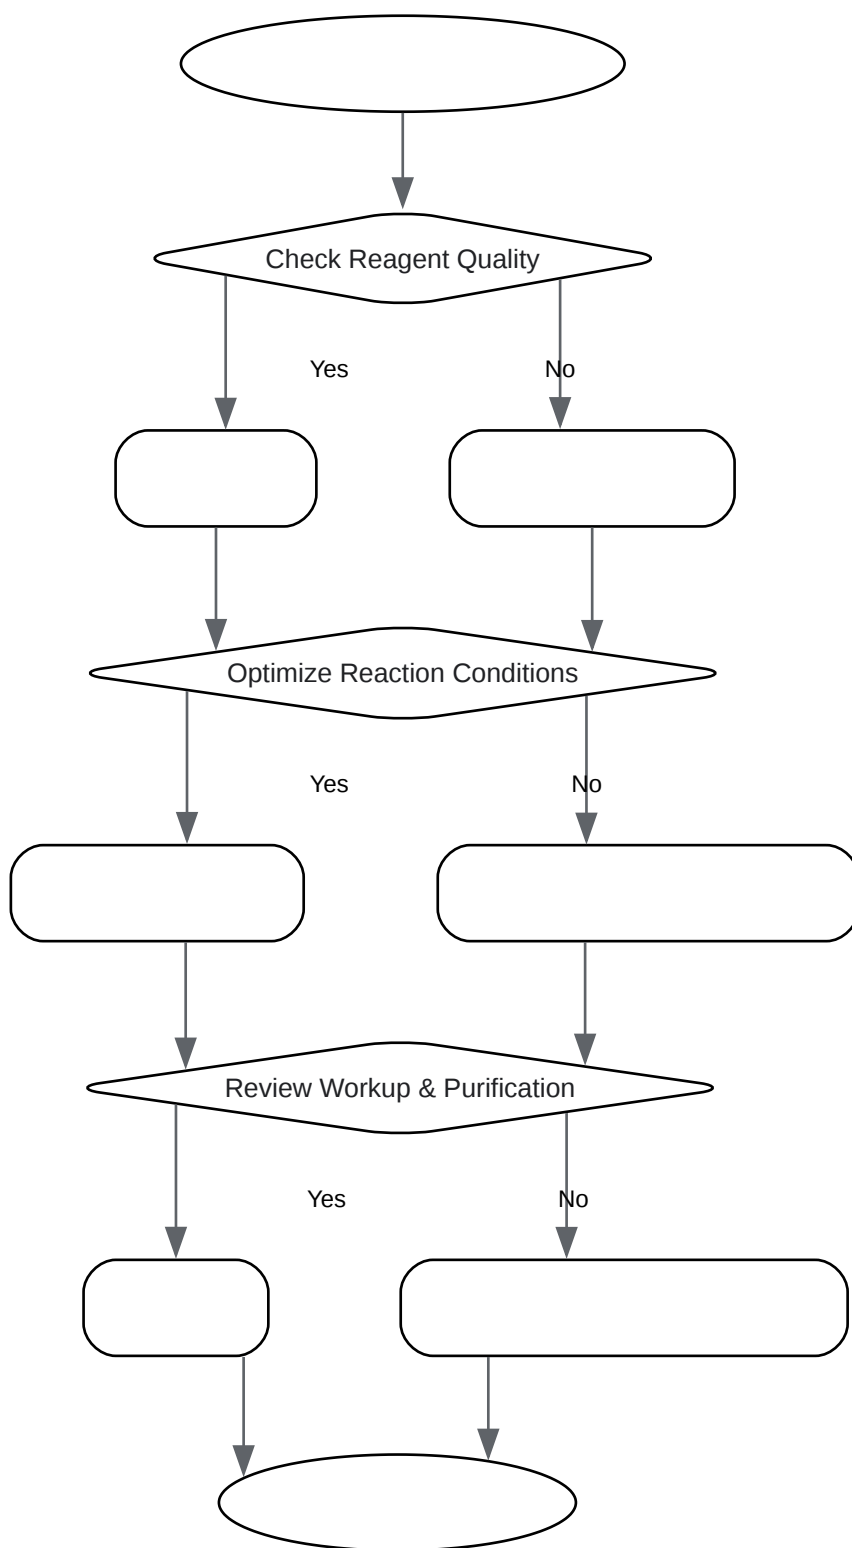 Check Reagent Quality
Yes
No
Optimize Reaction Conditions
Yes
No
Review Workup & Purification
Yes
No